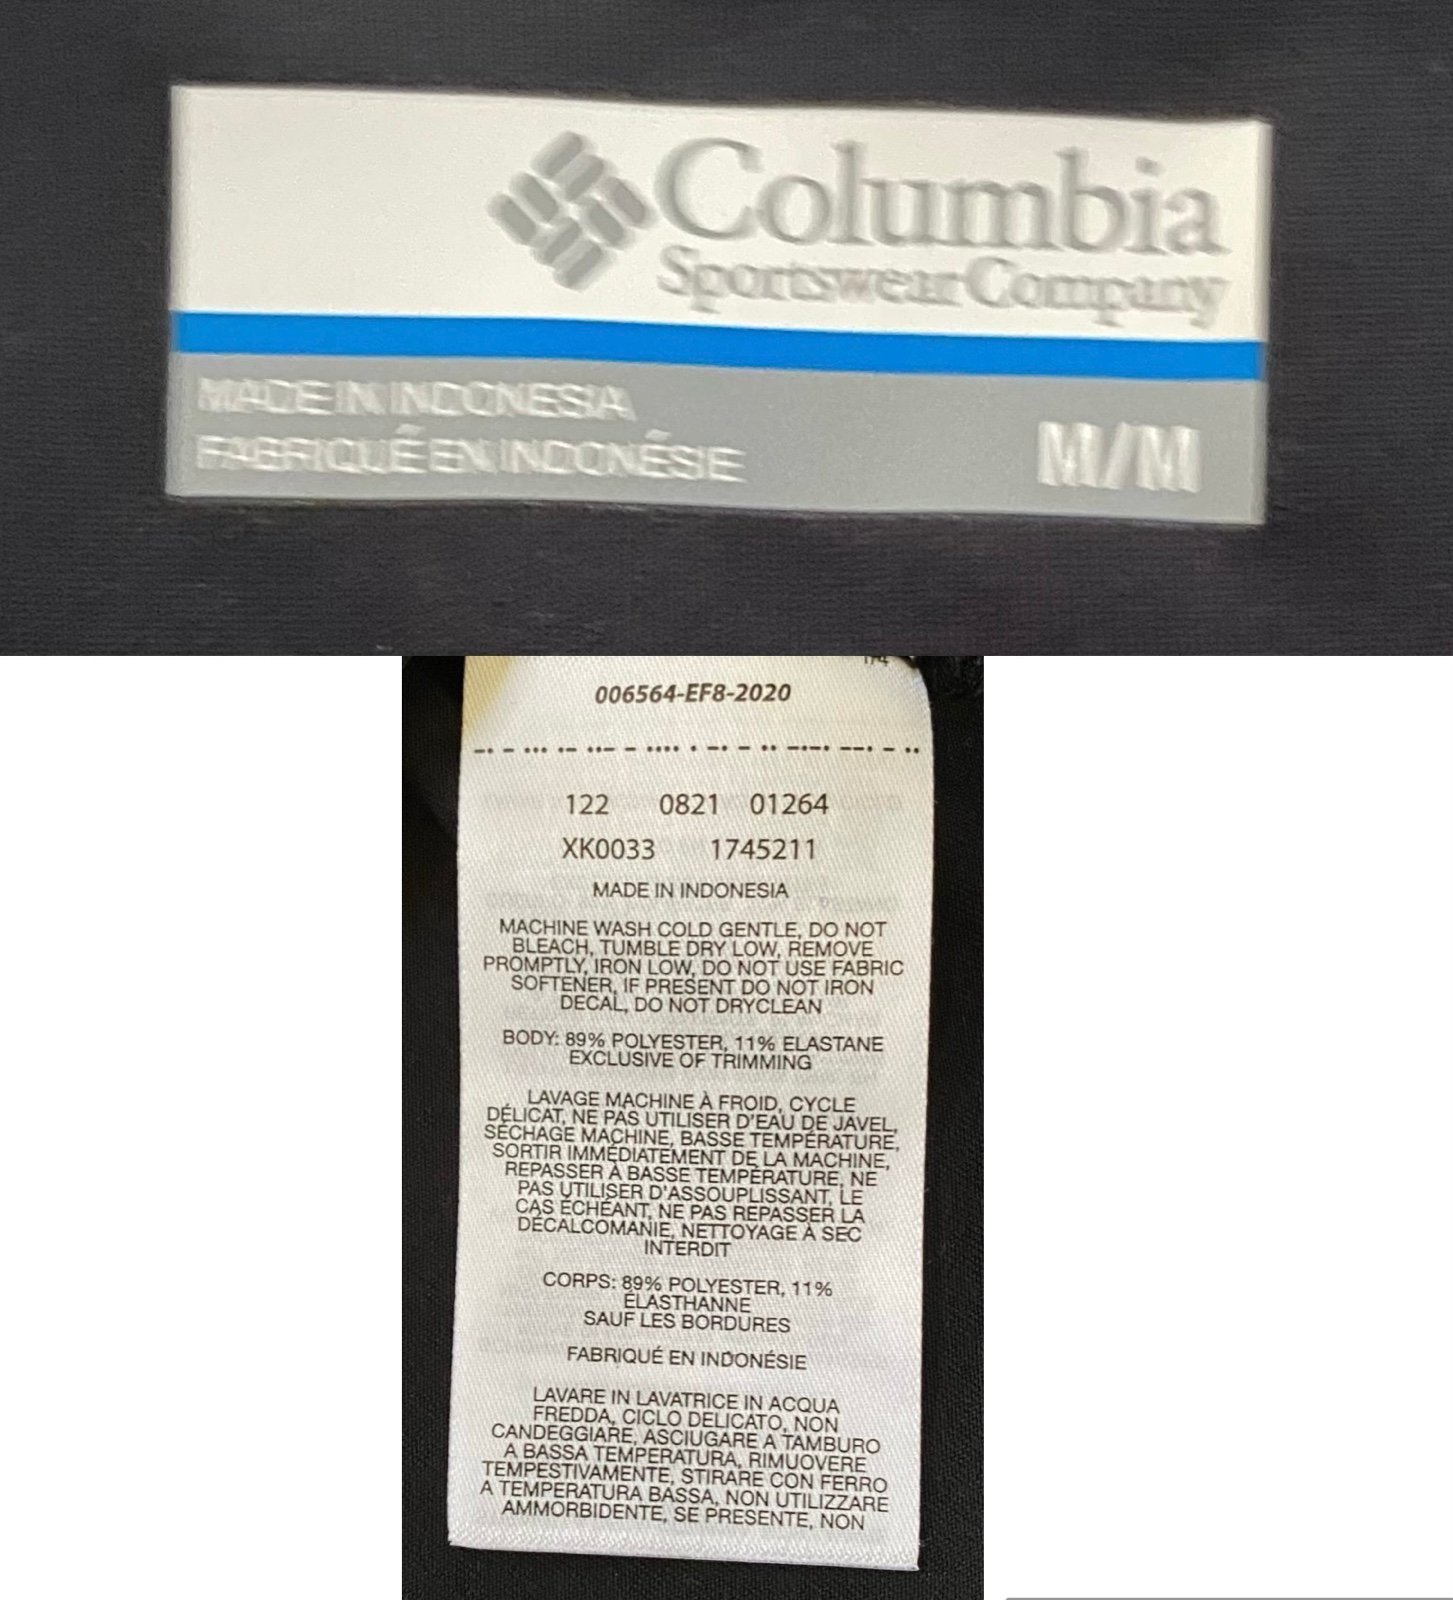 Columbia
Sportswear Company
MADE IN INDONESIA
FABRIQUÉ EN INDONÉSIE
M/M
006564-EF8-2020
122 0821 01264
XK0033 1745211
MADE IN INDONESIA
MACHINE WASH COLD GENTLE, DO NOT
BLEACH, TUMBLE DRY LOW, REMOVE
PROMPTLY, IRON LOW, DO NOT USE FABRIC
SOFTENER, IF PRESENT DO NOT IRON
DECAL, DO NOT DRYCLEAN
BODY: 89% POLYESTER, 11% ELASTANE
EXCLUSIVE OF TRIMMING
LAVAGE MACHINE À FROID, CYCLE
DÉLICAT, NE PAS UTILISER D'EAU DE JAVEL,
SÉCHAGE MACHINE, BASSE TEMPÉRATURE,
SORTIR IMMÉDIATEMENT DE LA MACHINE,
REPASSER À BASSE TEMPÉRATURE, NE
PAS UTILISER D'ASSOUPLISSANT, LE
CAS ÉCHÉANT, NE PAS REPASSER LA
DÉCALCOMANIE, NETTOYAGE À SEC
INTERDIT
CORPS: 89% POLYESTER, 11%
ÉLASTHANNE
SAUF LES BORDURES
FABRIQUÉ EN INDONÉSIE
LAVARE IN LAVATRICE IN ACQUA
FREDDA, CICLO DELICATO, NON
CANDEGGIARE, ASCIUGARE A TAMBURO
A BASSA TEMPERATURA, RIMUOVERE
TEMPESTIVAMENTE, STIRARE CON FERRO
A TEMPERATURA BASSA, NON UTILIZZARE
AMMORBIDENTE, SE PRESENTE, NON